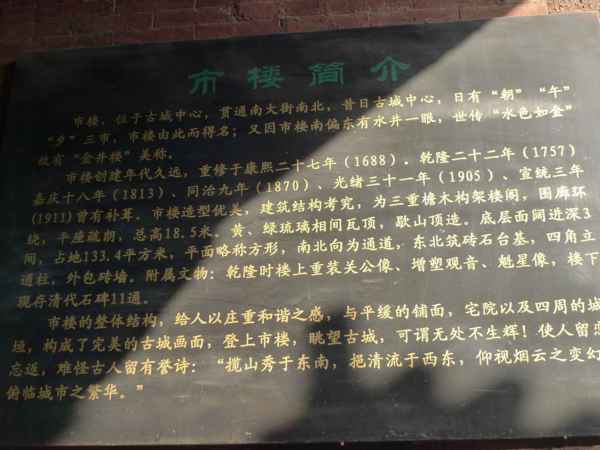 市楼简介
市楼，位于古城中心，贯通南大街南北，昔日古城中心，日有“朝”“午”
“夕”三市，市楼由此而得名；又因市楼南偏东有水井一眼，世传“水色如金”
故有“金井楼”美称。
市楼创建年代久远，重修于康熙二十七年（1688）。乾隆二十二年（1757）
嘉庆十八年（1813）、同治九年（1870）、光绪三十一年（1905）、宣统三年
(1911)曾有补葺。市楼造型优美，建筑结构考究，为三重檐木构架楼阁，围廊环
绕，平座疏朗，总高18.5米。黄、绿琉璃相间瓦顶，歇山顶造。底层面阔进深3
间，占地133.4平方米，平面略称方形，南北向为通道，东北筑砖石台基，四角立
通柱，外包砖墙。附属文物：乾隆时楼上重装关公像、增塑观音、魁星像，楼下
现存清代石碑11通。
市楼的整体结构，给人以庄重和谐之感，与平缓的铺面，宅院以及四周的城
垣，构成了完美的古城画面，登上市楼，眺望古城，可谓无处不生辉！使人留恋
忘返，难怪古人留有誉诗：“揽山秀于东南，挹清流于西东，仰视烟云之变幻
俯临城市之繁华。”